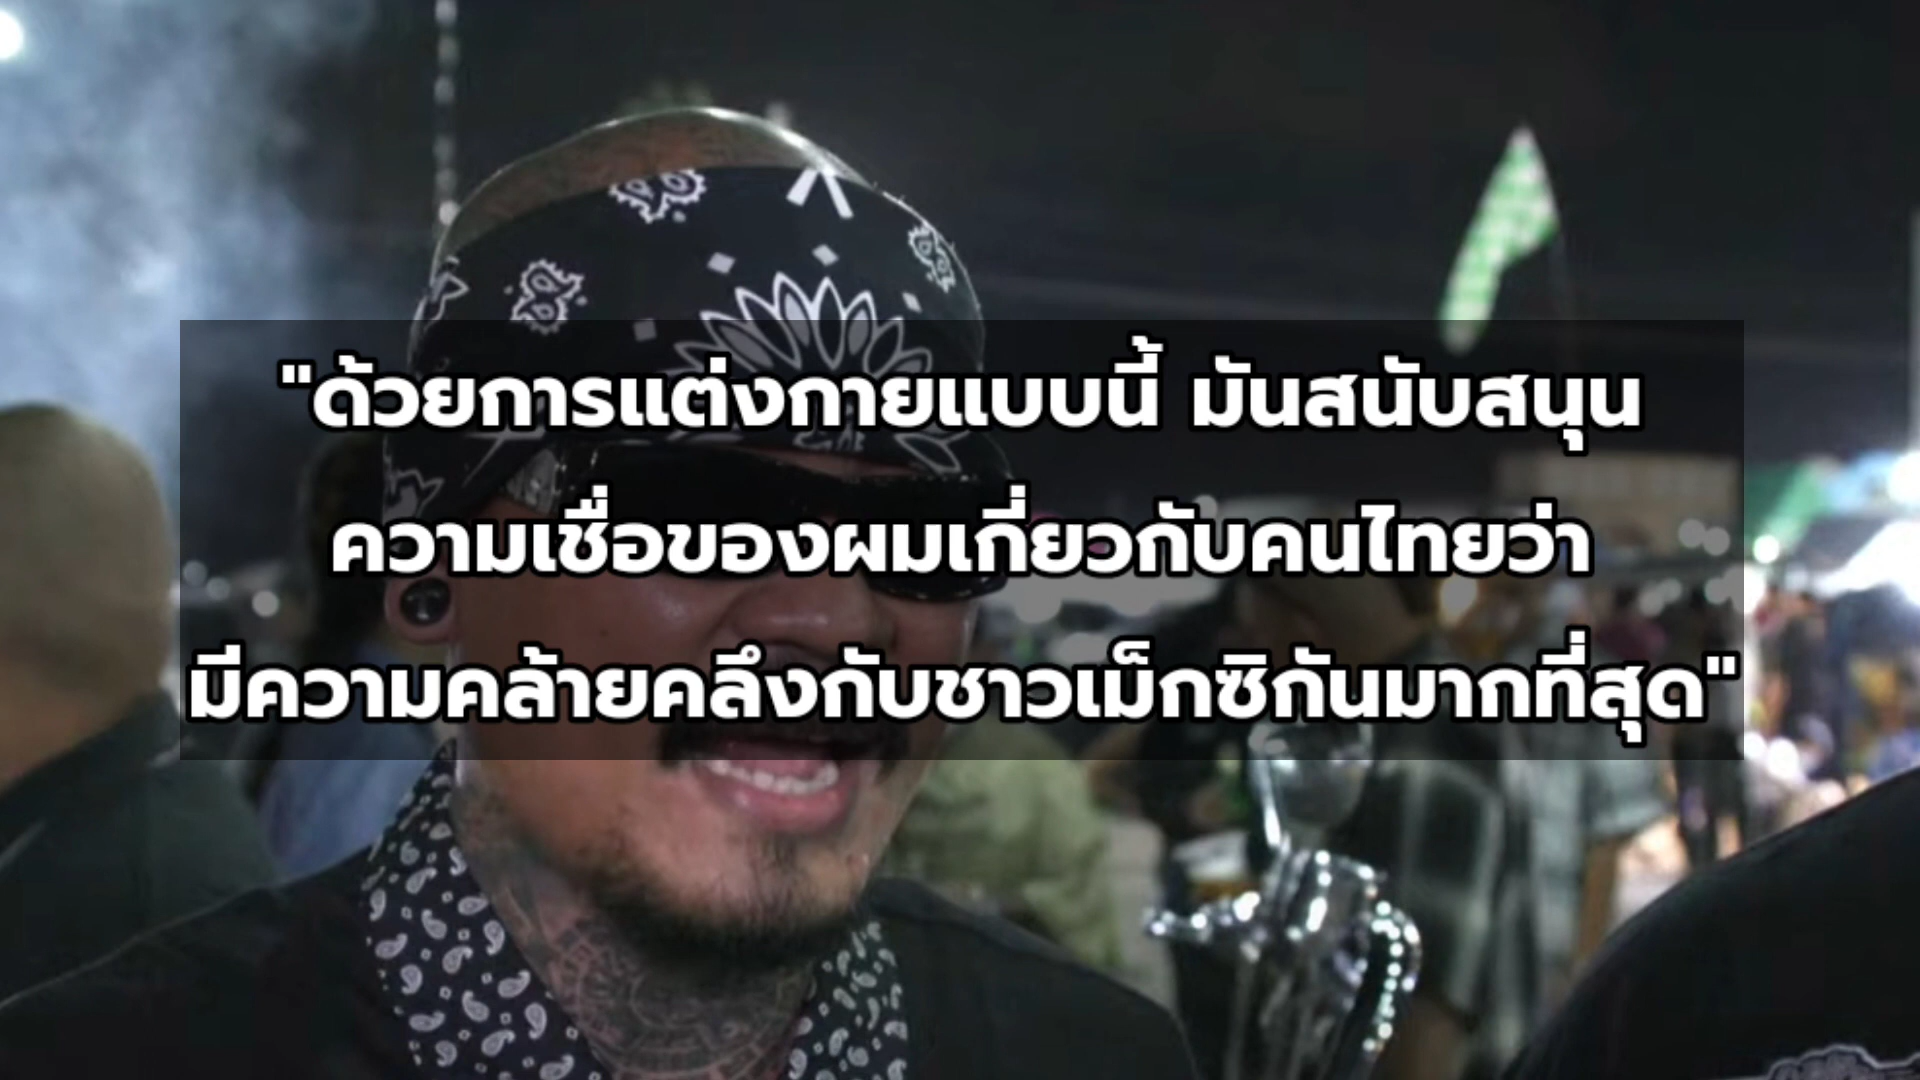 "ด้วยการแต่งกายแบบนี้ มันสนับสนุน
ความเชื่อของผมเกี่ยวกับคนไทยว่า
มีความคล้ายคลึงกับชาวเม็กซิกันมากที่สุด"